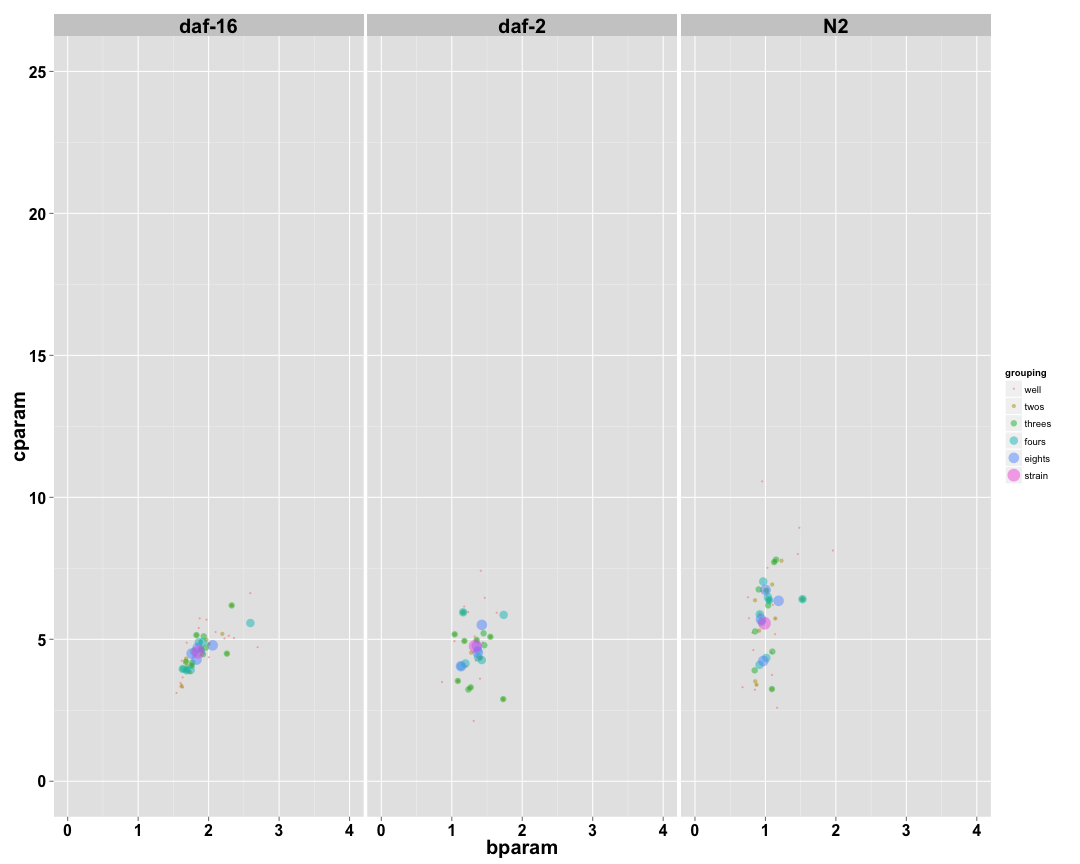 daf-16 daf-2 N2
25
20
15
10
5
0
cparam
0 1 2 3 4 0 1 2 3 4 0 1 2 3 4
bparam
grouping
well
twos
threes
fours
eights
strain